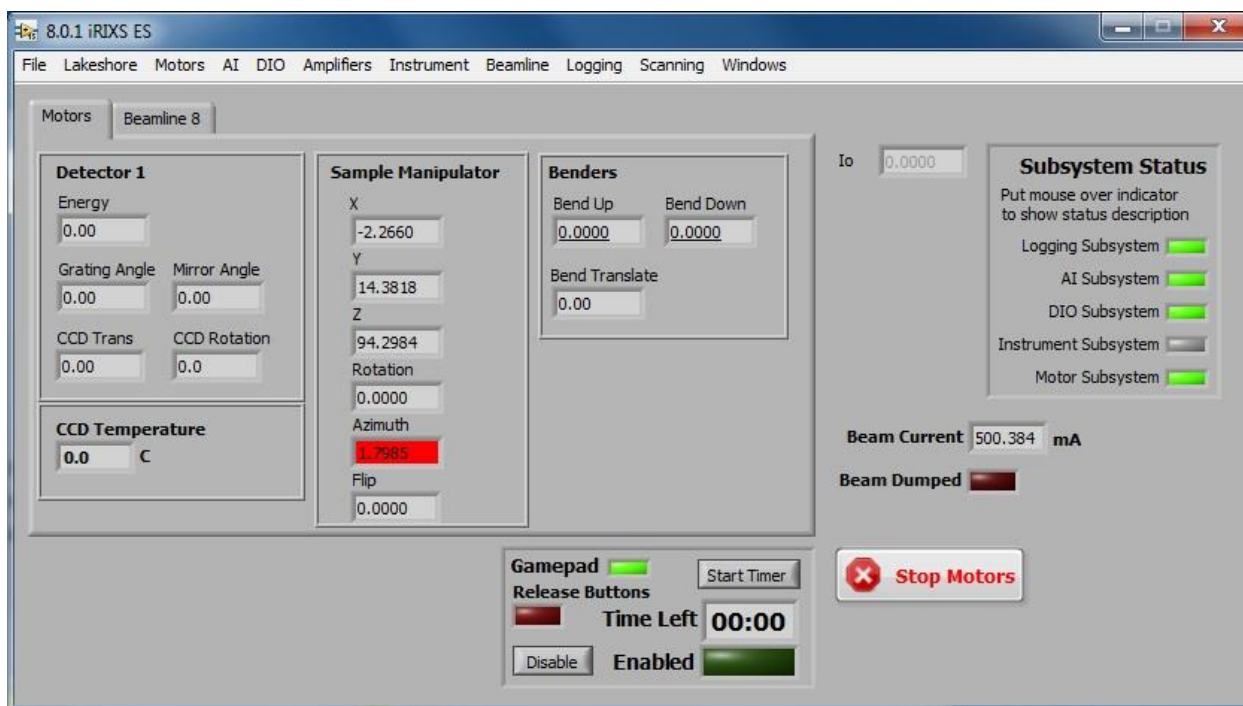 8.0.1 iRIXS ES
File Lakeshore Motors AI DIO Amplifiers Instrument Beamline Logging Scanning Windows
Motors Beamline 8
Detector 1
Energy
0.00
Grating Angle Mirror Angle
0.00 0.00
CCD Trans CCD Rotation
0.00 0.0
CCD Temperature
0.0 C
Sample Manipulator
X
-2.2660
Y
14.3818
Z
94.2984
Rotation
0.0000
Azimuth
1.7985
Flip
0.0000
Benders
Bend Up Bend Down
0.0000 0.0000
Bend Translate
0.00
Io 0.0000
Subsystem Status
Put mouse over indicator
to show status description
Logging Subsystem
AI Subsystem
DIO Subsystem
Instrument Subsystem
Motor Subsystem
Beam Current 500.384 mA
Beam Dumped
Gamepad Start Timer
Release Buttons
Time Left 00:00
Disable Enabled
Stop Motors